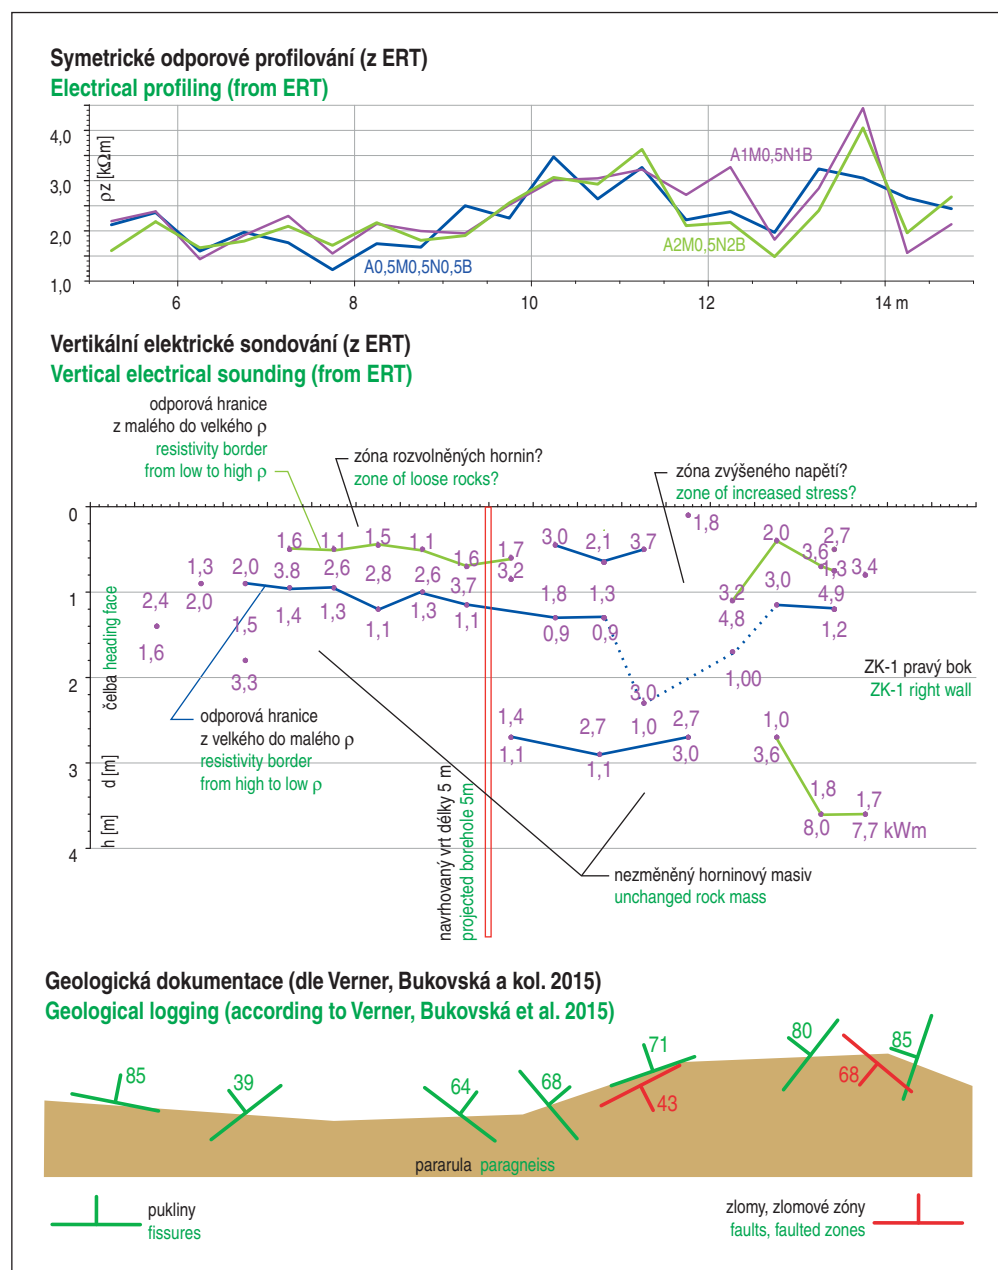 Symetrické odporové profilování (z ERT)
Electrical profiling (from ERT)
4,0
3,0
2,0
1,0
ρz [kΩm]
A1M0,5N1B
A2M0,5N2B
A0,5M0,5N0,5B
6
8
10
12
14 m
Vertikální elektrické sondování (z ERT)
Vertical electrical sounding (from ERT)
odporová hranice
z malého do velkého ρ
resistivity border
from low to high ρ
zóna rozvolněných hornin?
zone of loose rocks?
zóna zvýšeného napětí?
zone of increased stress?
0
1
2
3
4
čelba heading face
d [m]
h [m]
1,6 1,1 1,5 1,1 1,6 1,7 3,0 2,1 3,7 1,8 2,0 2,7
1,3 2,0 3.8 2,6 2,8 2,6 3,7 3,2 3,6 1,3 3,4
2,4 2,0 1,4 1,3 1,1 1,3 1,1 1,8 1,3 3,2 3,0 4,9
1,5 0,9 0,9 4,8 1,2
1,6 3,3 3,0 1,00
ZK-1 pravý bok
ZK-1 right wall
odporová hranice
z velkého do malého ρ
resistivity border
from high to low ρ
1,4 2,7 1,0 2,7 1,0
1,1 1,1 3,0 3,6
1,8 1,7
8,0 7,7 kWm
navrhovaný vrt délky 5 m
projected borehole 5m
nezměněný horninový masiv
unchanged rock mass
Geologická dokumentace (dle Verner, Bukovská a kol. 2015)
Geological logging (according to Verner, Bukovská et al. 2015)
85
39
64
68
71
43
80
68
85
pararula paragneiss
pukliny
fissures
zlomy, zlomové zóny
faults, faulted zones